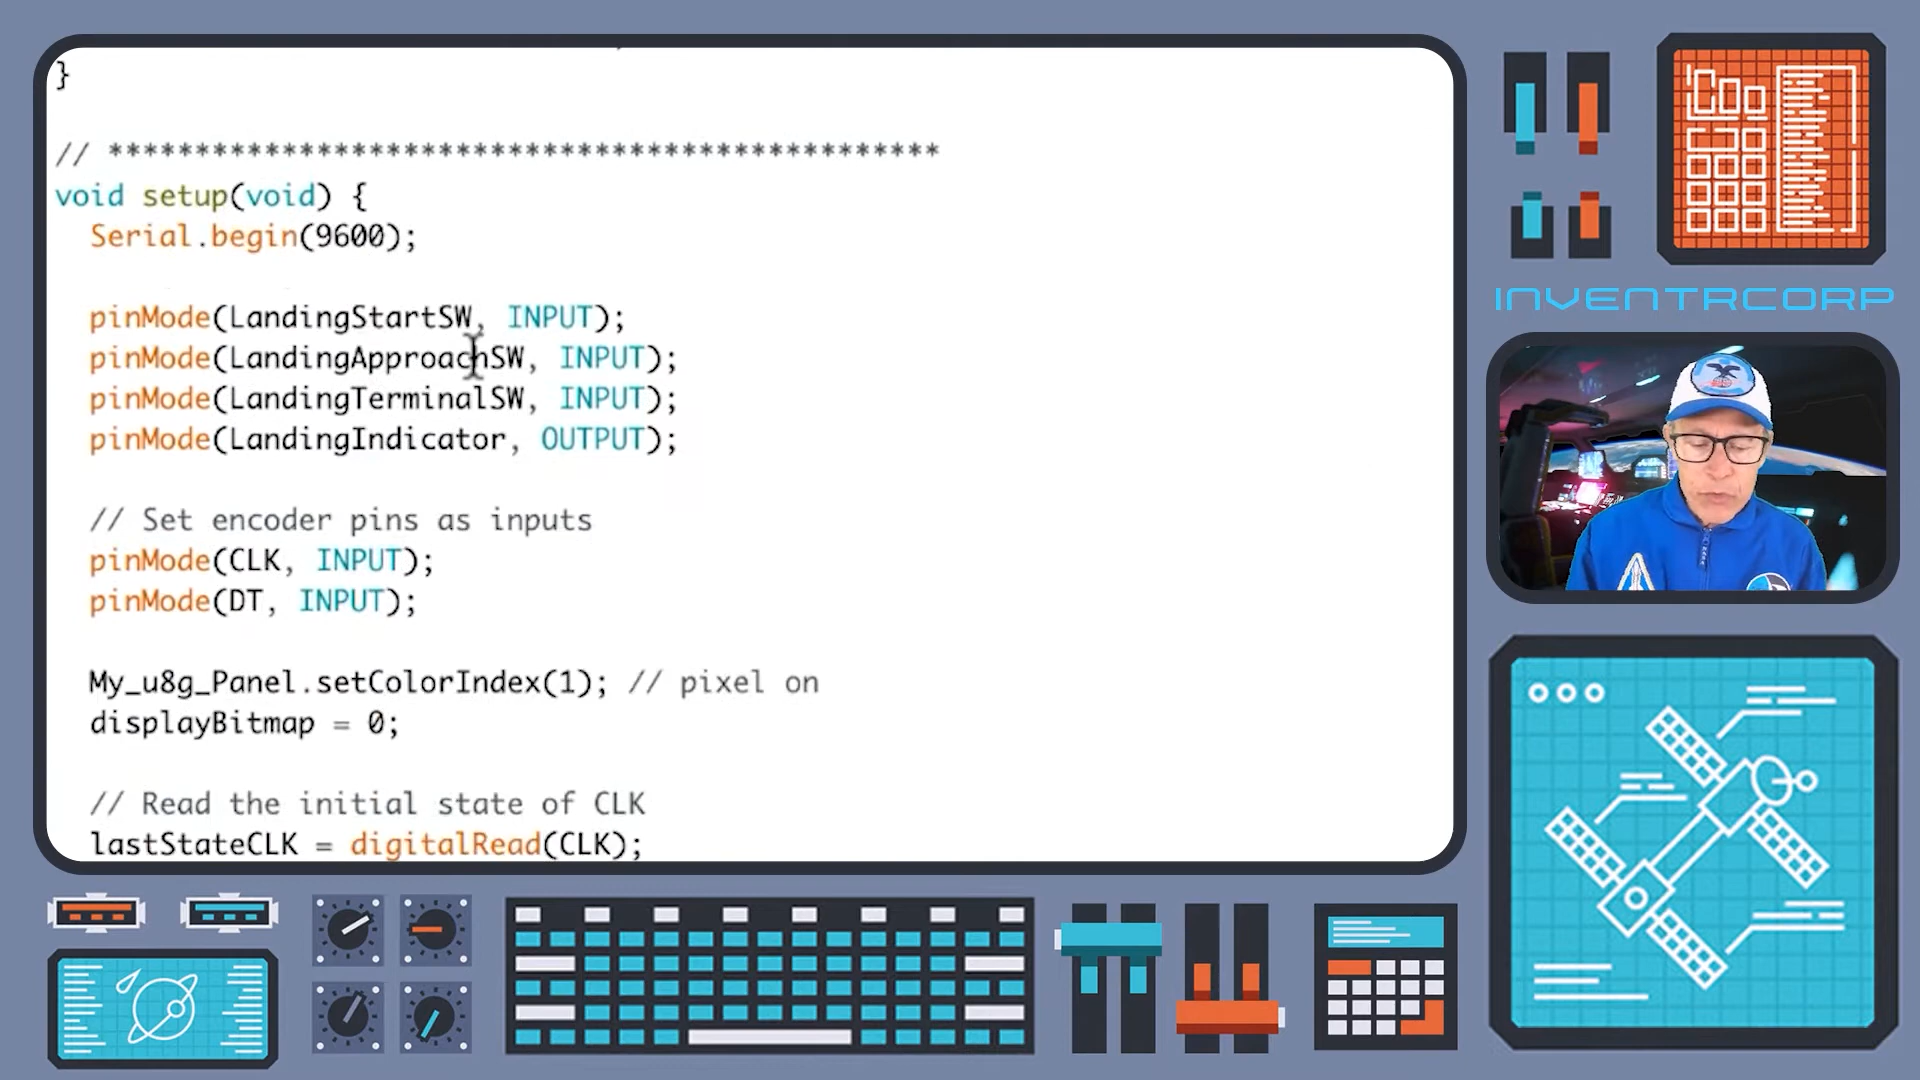 }
// ************************************************
void setup(void) {
Serial.begin(9600);
pinMode(LandingStartSW, INPUT);
pinMode(LandingApproachSW, INPUT);
pinMode(LandingTerminalSW, INPUT);
pinMode(LandingIndicator, OUTPUT);
// Set encoder pins as inputs
pinMode(CLK, INPUT);
pinMode(DT, INPUT);
My_u8g_Panel.setColorIndex(1); // pixel on
displayBitmap = 0;
// Read the initial state of CLK
lastStateCLK = digitalRead(CLK);
INVENTRCORP